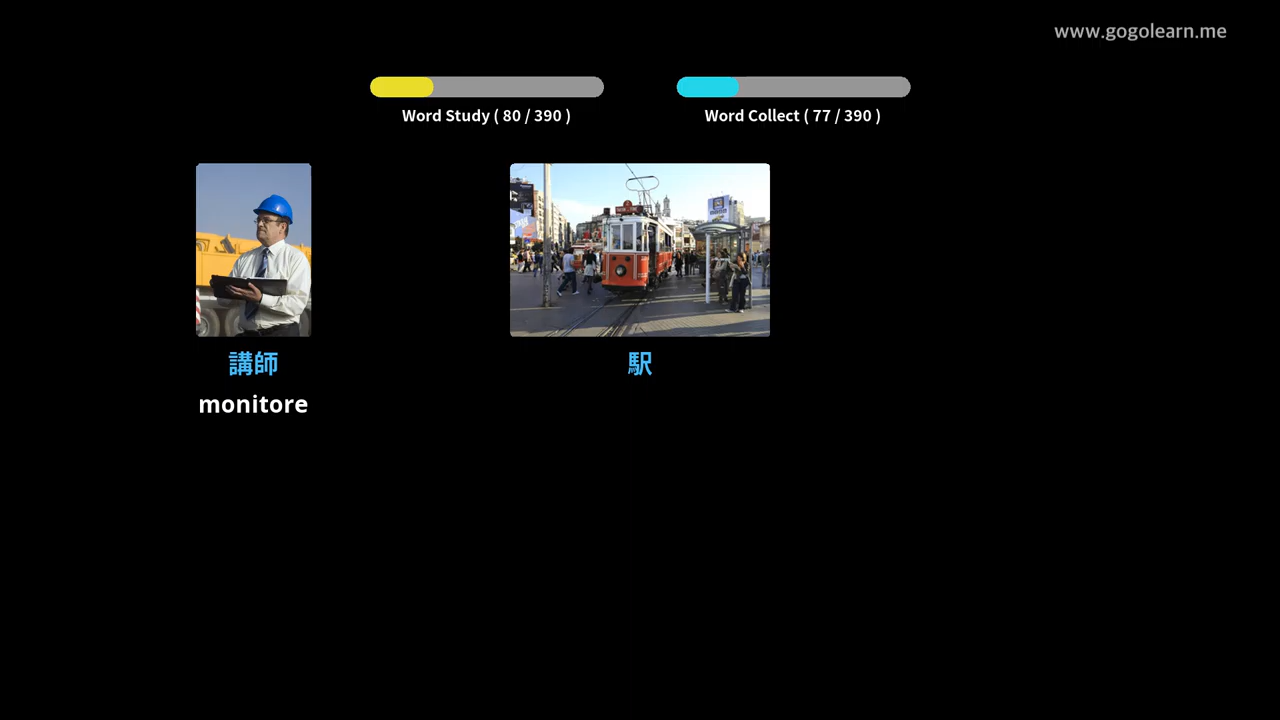 www.gogolearn.me
Word Study ( 80 / 390 )
Word Collect ( 77 / 390 )
講師
駅
monitore